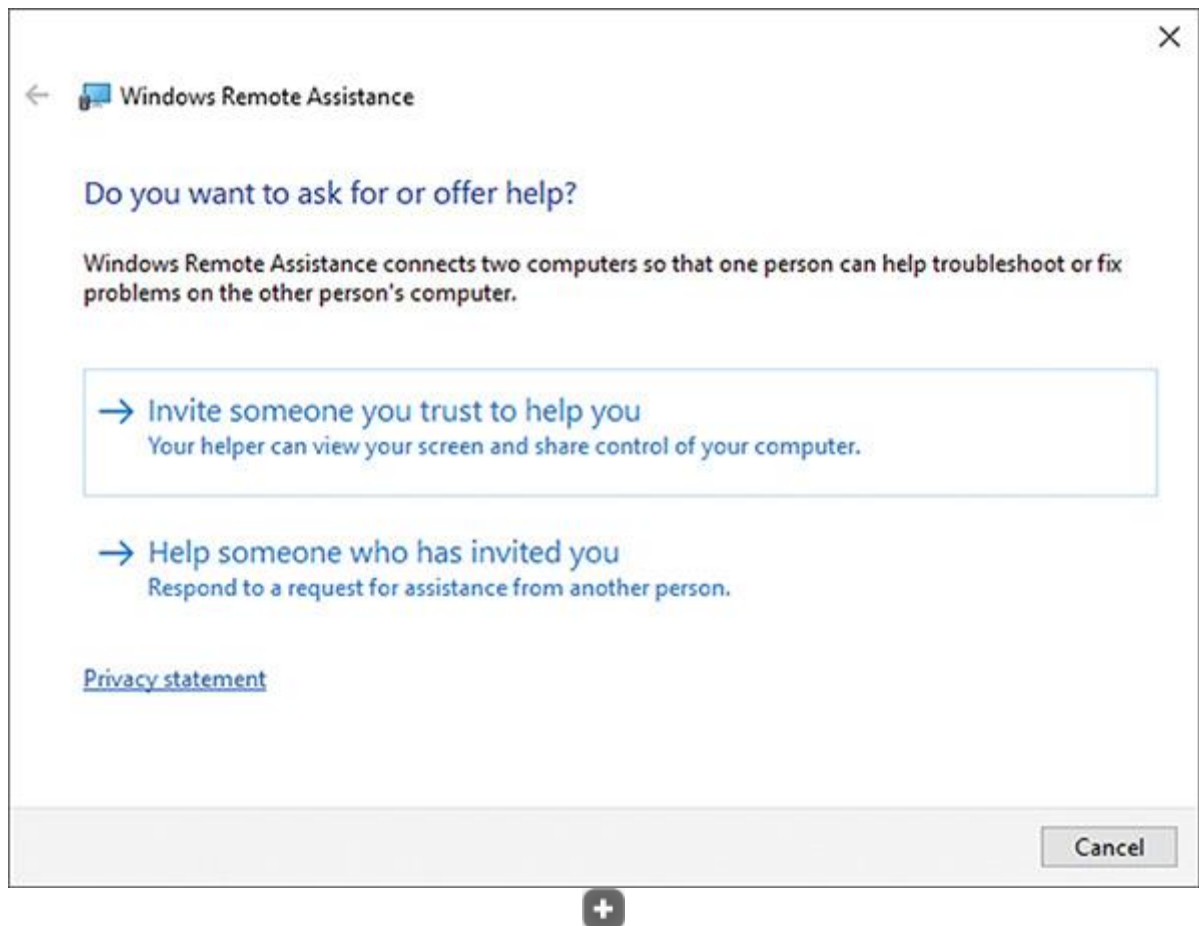 Windows Remote Assistance
Do you want to ask for or offer help?
Windows Remote Assistance connects two computers so that one person can help troubleshoot or fix
problems on the other person's computer.
Invite someone you trust to help you
Your helper can view your screen and share control of your computer.
Help someone who has invited you
Respond to a request for assistance from another person.
Privacy statement
Cancel